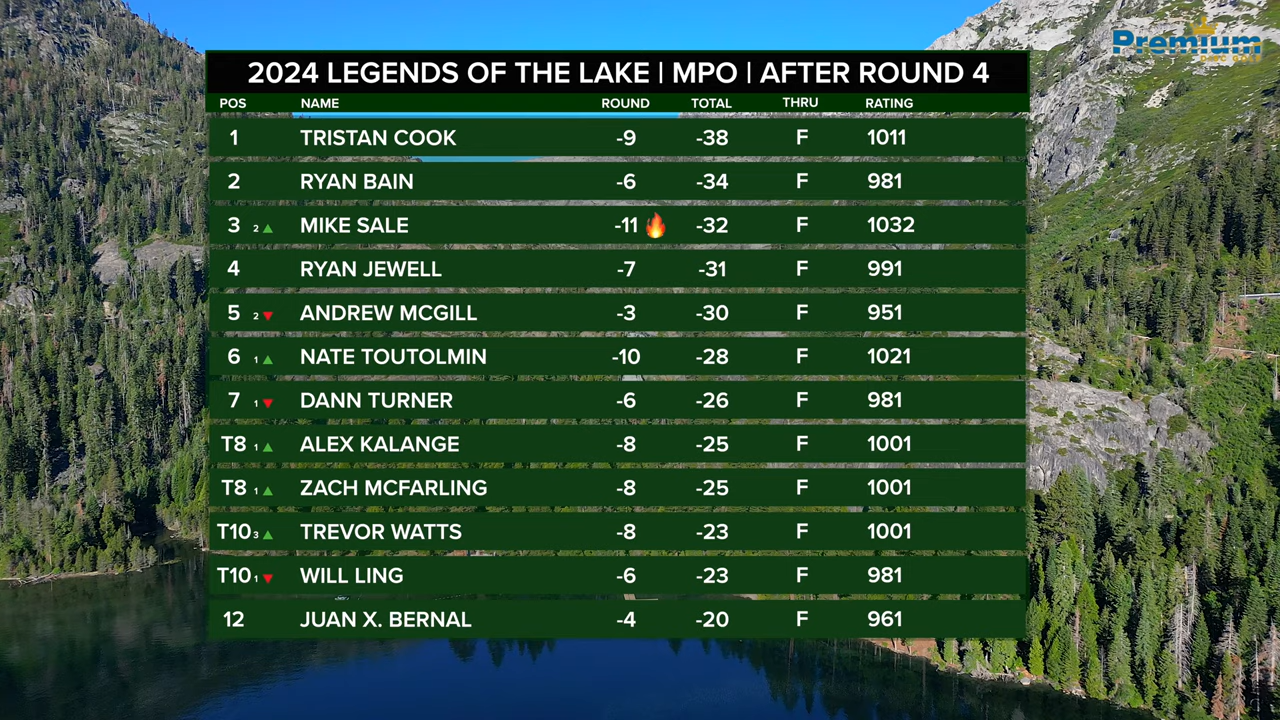 Premium
DISC GOLF
2024 LEGENDS OF THE LAKE | MPO | AFTER ROUND 4
POS NAME ROUND TOTAL THRU RATING
1 TRISTAN COOK -9 -38 F 1011
2 RYAN BAIN -6 -34 F 981
3 2 ▲ MIKE SALE -11 🔥 -32 F 1032
4 RYAN JEWELL -7 -31 F 991
5 2 ▼ ANDREW MCGILL -3 -30 F 951
6 1 ▲ NATE TOUTOLMIN -10 -28 F 1021
7 1 ▼ DANN TURNER -6 -26 F 981
T8 1 ▲ ALEX KALANGE -8 -25 F 1001
T8 1 ▲ ZACH MCFARLING -8 -25 F 1001
T10 3 ▲ TREVOR WATTS -8 -23 F 1001
T10 1 ▼ WILL LING -6 -23 F 981
12 JUAN X. BERNAL -4 -20 F 961